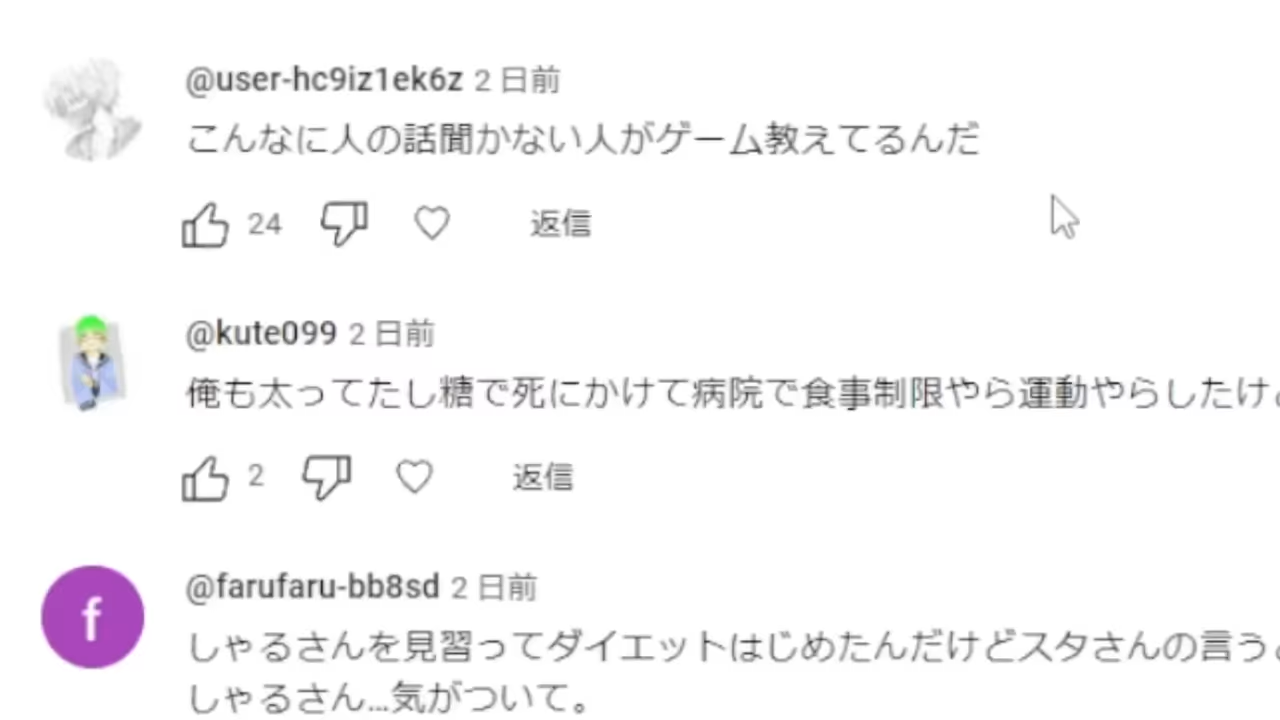 @user-hc9iz1ek6z 2 日前
こんなに人の話聞かない人がゲーム教えてるんだ
24 返信
@kute099 2 日前
俺も太ってたし糖で死にかけて病院で食事制限やら運動やらしたけ
2 返信
f
@farufaru-bb8sd 2 日前
しゃるさんを見習ってダイエットはじめたんだけどスタさんの言う
しゃるさん...気がついて。